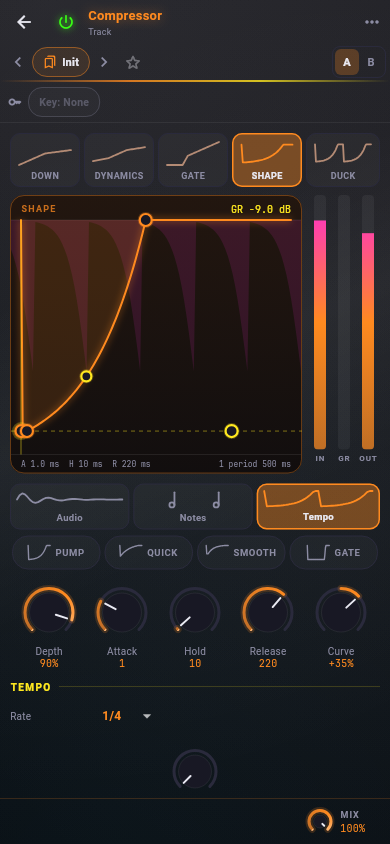 Compressor
Track
Init
A B
Key: None
DOWN DYNAMICS GATE SHAPE DUCK
SHAPE GR -9.0 dB
A 1.0 ms H 10 ms R 220 ms 1 period 500 ms
IN GR OUT
Audio Notes Tempo
PUMP QUICK SMOOTH GATE
Depth Attack Hold Release Curve
90% 1 10 220 +35%
TEMPO
Rate 1/4
MIX
100%